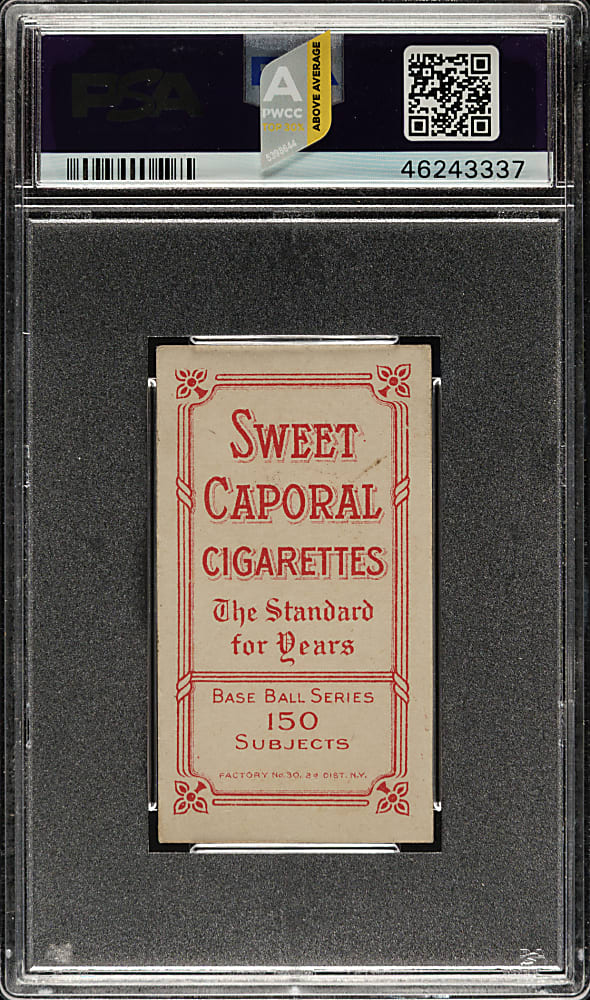 PSA
A
PWCC
ABOVE AVERAGE
5398644
46243337
SWEET
CAPORAL
CIGARETTES
The Standard
for Years
BASE BALL SERIES
150
SUBJECTS
FACTORY No. 30, 2d DIST. N.Y.